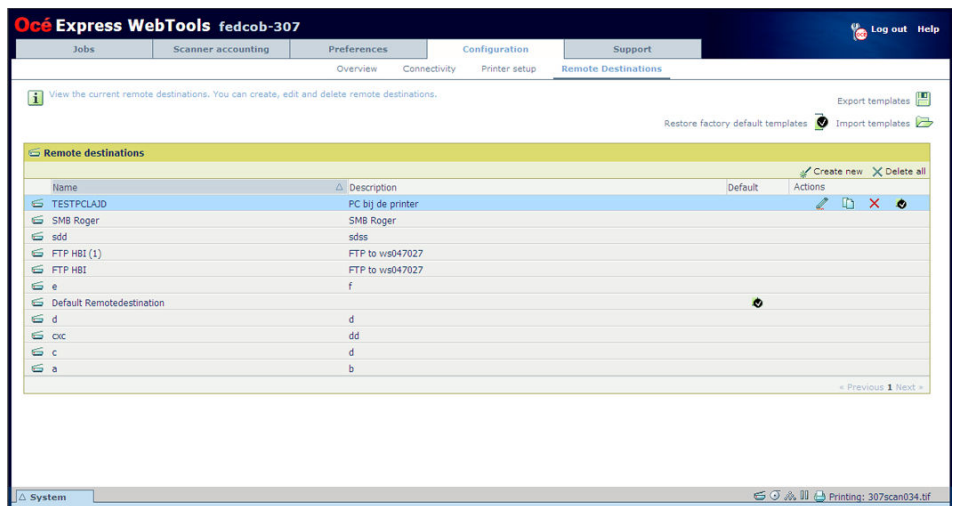 Océ Express WebTools fedcob-307
Océ Log out Help
Jobs Scanner accounting Preferences Configuration Support
Overview Connectivity Printer setup Remote Destinations
View the current remote destinations. You can create, edit and delete remote destinations.
Export templates
Restore factory default templates Import templates
Remote destinations
Create new Delete all
Name Description Default Actions
TESTPCLAJD PC bij de printer
SMB Roger SMB Roger
sdd sdss
FTP HBI (1) FTP to ws047027
FTP HBI FTP to ws047027
e f
Default Remotedestination
d d
cxc dd
c d
a b
« Previous 1 Next »
System Printing: 307scan034.tif